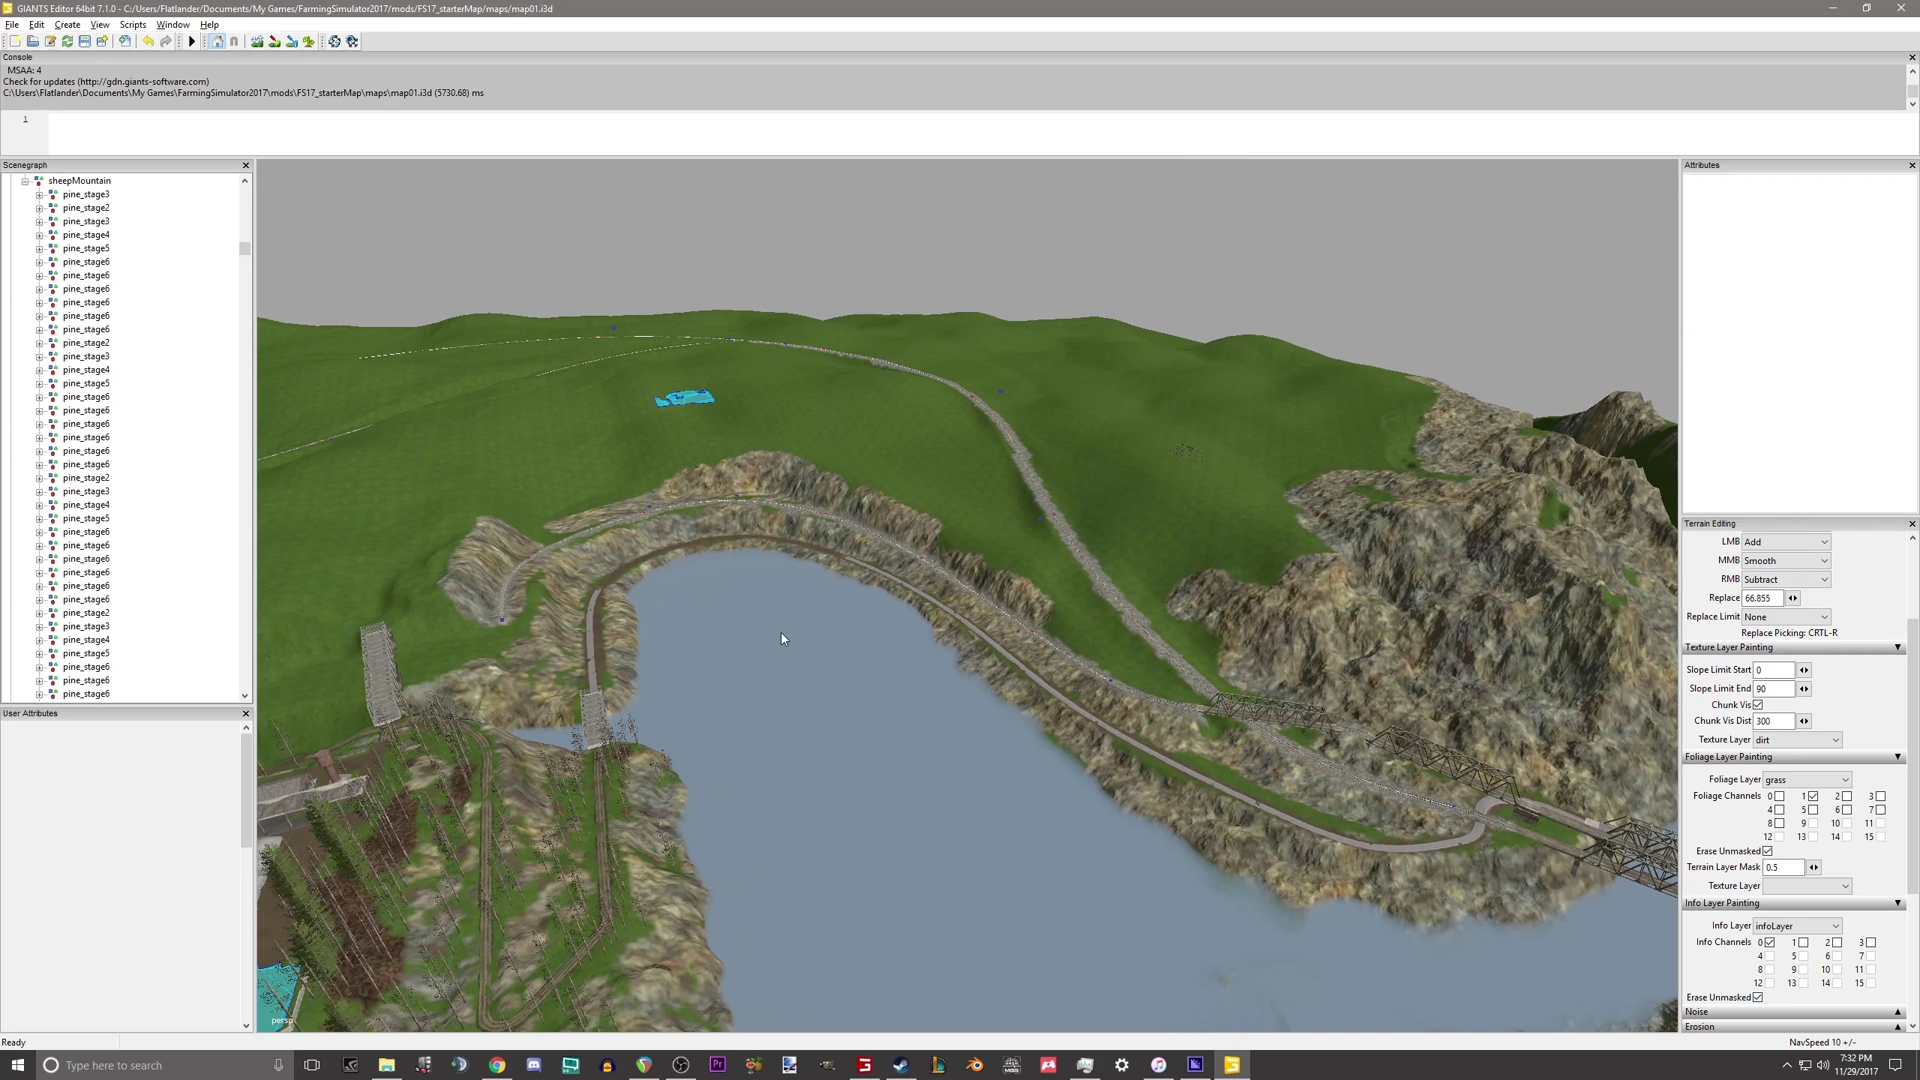 GIANTS Editor 64bit 7.1.0 - C:/Users/Flatlander/Documents/My Games/FarmingSimulator2017/mods/FS17_starterMap/maps/map01.i3d
File Edit Create View Scripts Window Help
Console
MSAA: 4
Check for updates (http://gdn.giants-software.com)
C:\Users\Flatlander\Documents\My Games\FarmingSimulator2017\mods\FS17_starterMap\maps\map01.i3d (5730.68) ms
1
Scenegraph
sheepMountain
pine_stage3
pine_stage2
pine_stage3
pine_stage4
pine_stage5
pine_stage6
pine_stage6
pine_stage6
pine_stage6
pine_stage6
pine_stage6
pine_stage2
pine_stage3
pine_stage4
pine_stage5
pine_stage6
pine_stage6
pine_stage6
pine_stage6
pine_stage6
pine_stage6
pine_stage2
pine_stage3
pine_stage4
pine_stage5
pine_stage6
pine_stage6
pine_stage6
pine_stage6
pine_stage6
pine_stage6
pine_stage2
pine_stage3
pine_stage4
pine_stage5
pine_stage6
pine_stage6
pine_stage6
User Attributes
persp
Attributes
Terrain Editing
LMB Add
MMB Smooth
RMB Subtract
Replace 66.855
Replace Limit None
Replace Picking: CRTL-R
Texture Layer Painting
Slope Limit Start 0
Slope Limit End 90
Chunk Vis
Chunk Vis Dist 300
Texture Layer dirt
Foliage Layer Painting
Foliage Layer grass
Foliage Channels 0 1 2 3
4 5 6 7
8 9 10 11
12 13 14 15
Erase Unmasked
Terrain Layer Mask 0.5
Texture Layer
Info Layer Painting
Info Layer infoLayer
Info Channels 0 1 2 3
4 5 6 7
8 9 10 11
12 13 14 15
Erase Unmasked
Noise
Erosion
Ready
NavSpeed 10 +/-
Type here to search
Pr
7:32 PM
11/29/2017